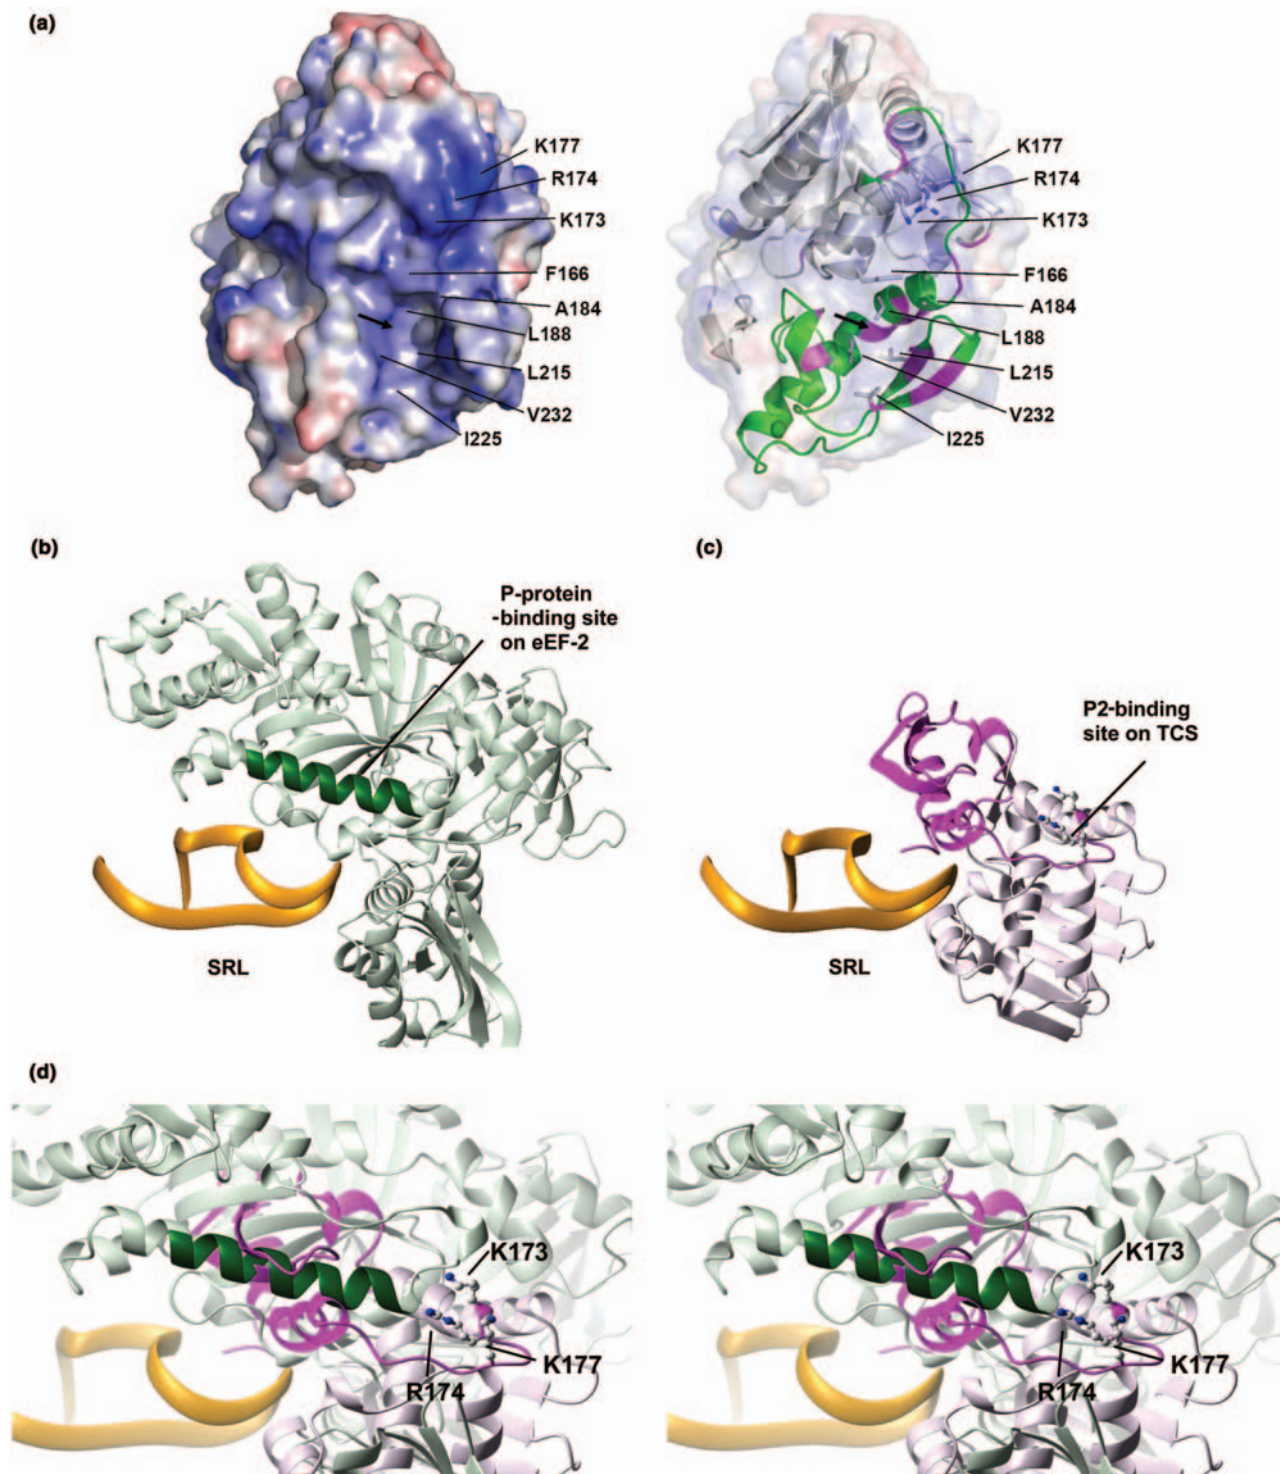 (a)
K177
R174
K173
F166
A184
L188
L215
V232
I225
K177
R174
K173
F166
A184
L188
L215
V232
I225
(b)
P-protein
-binding site
on eEF-2
SRL
(c)
P2-binding
site on TCS
SRL
(d)
K173
K177
R174
K173
K177
R174